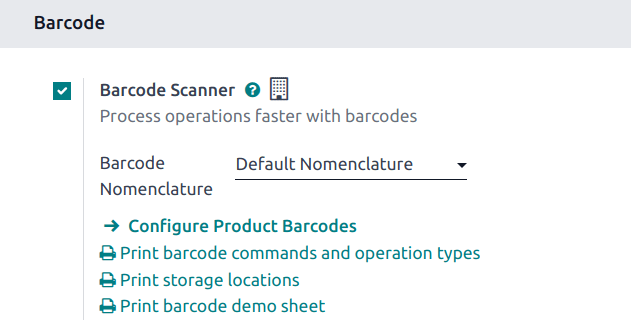 Barcode
Barcode Scanner ?
Process operations faster with barcodes
Barcode Nomenclature
Default Nomenclature
Configure Product Barcodes
Print barcode commands and operation types
Print storage locations
Print barcode demo sheet